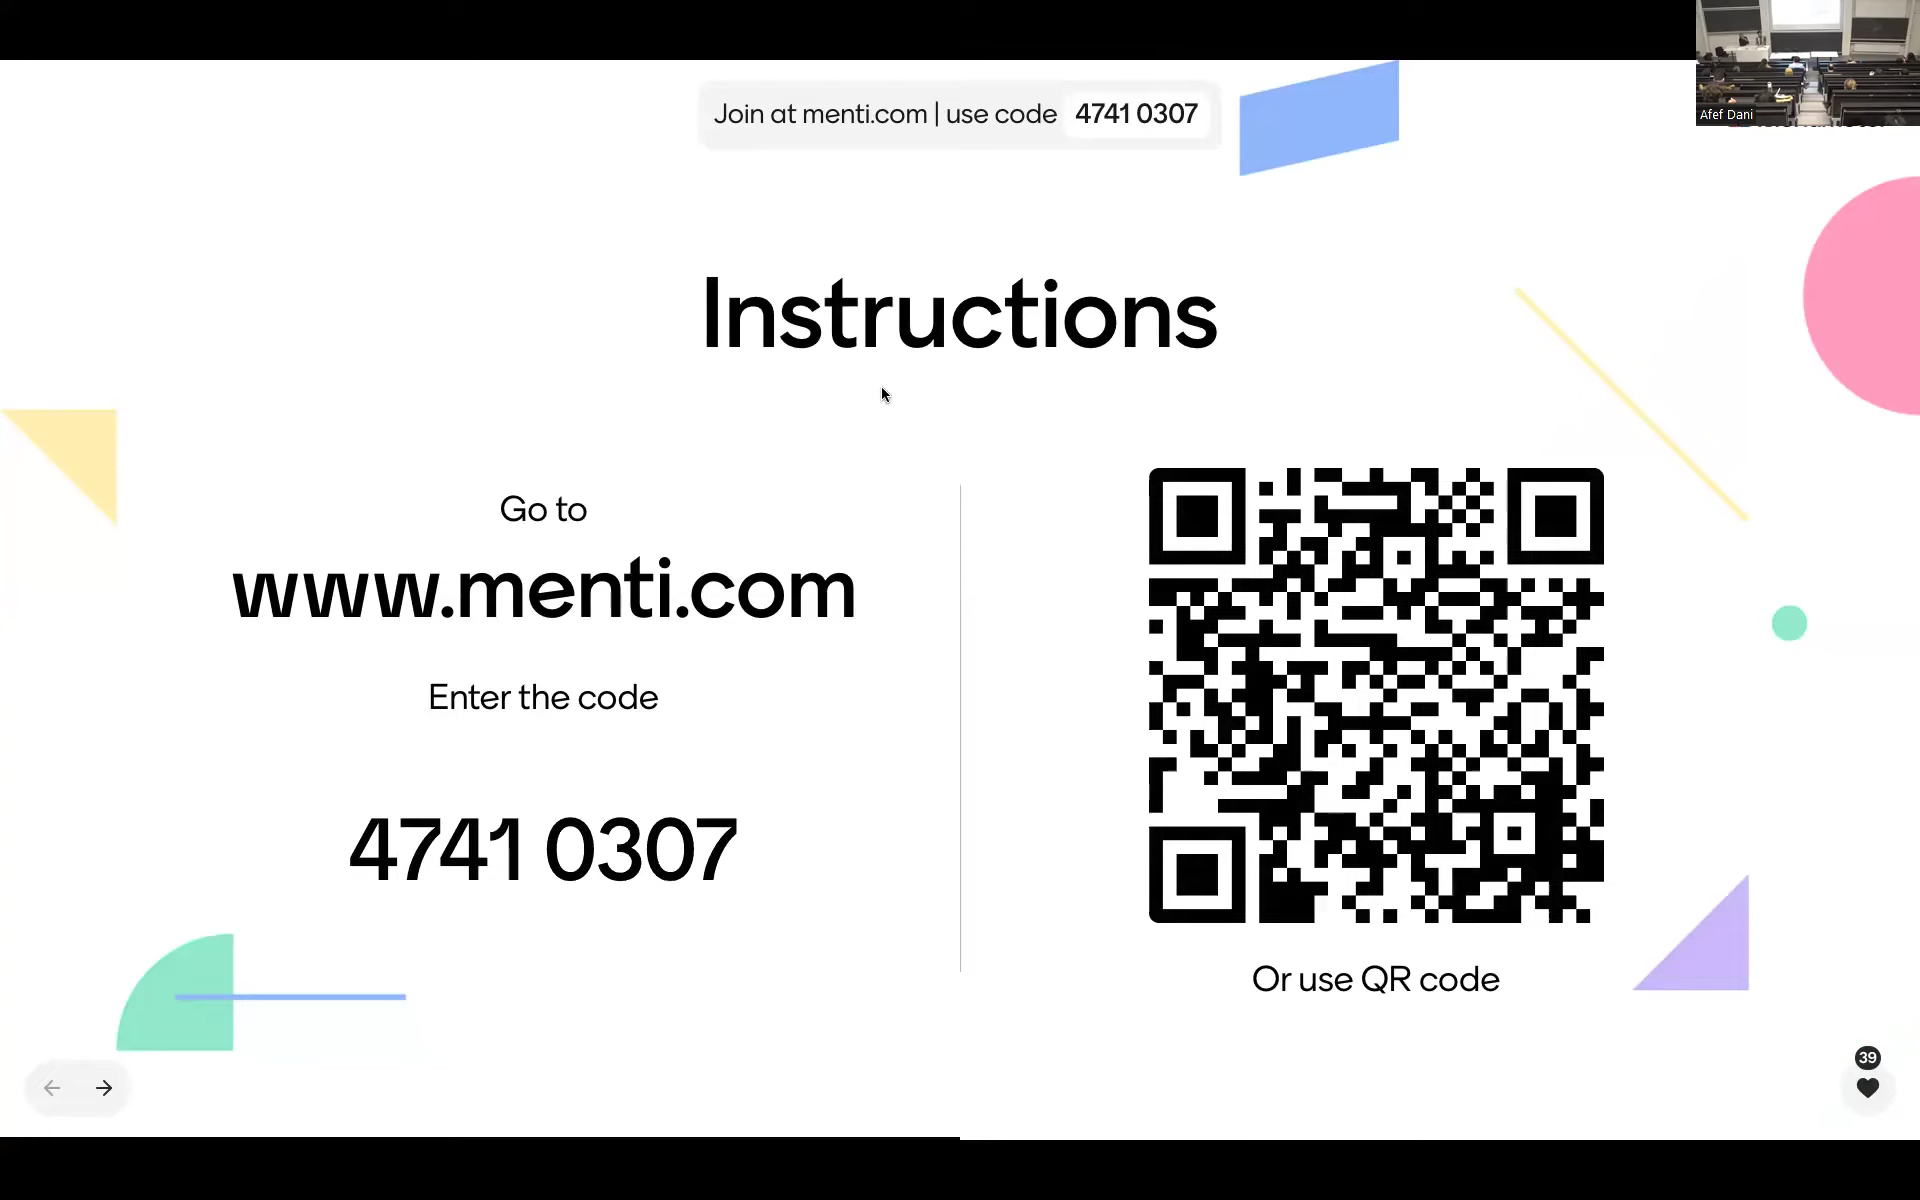 Join at menti.com | use code 4741 0307
Afef Dani
Instructions
Go to
www.menti.com
Enter the code
4741 0307
Or use QR code
39